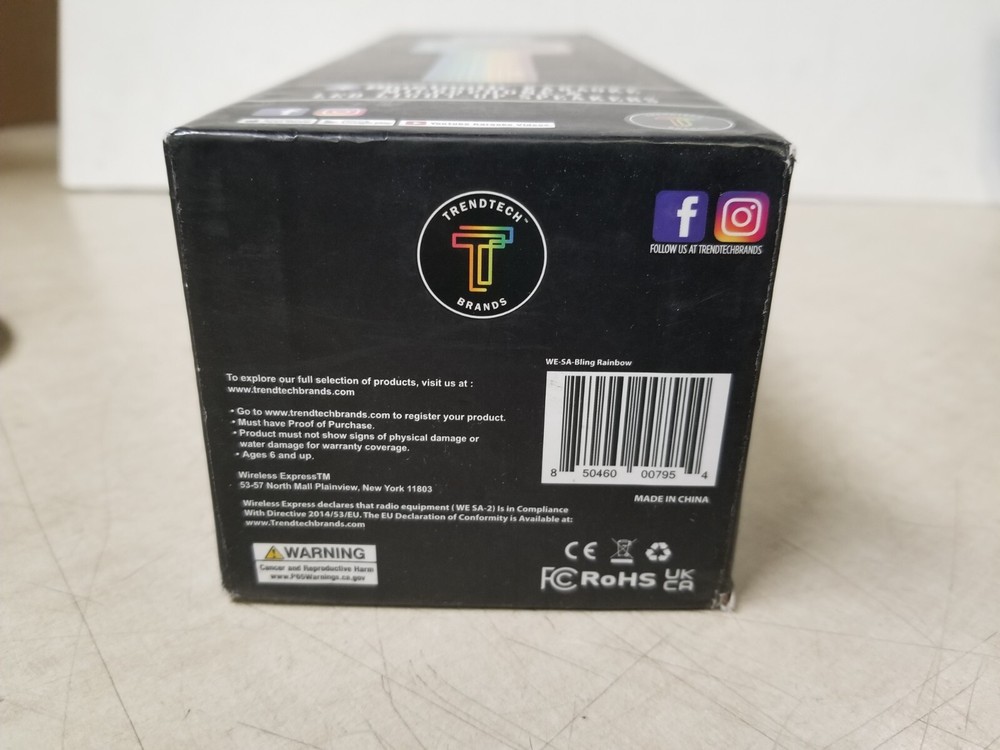 TRENDTECH™
BRANDS
FOLLOW US AT TRENDTECHBRANDS
WE-SA-Bling Rainbow
8 50460 00795 4
MADE IN CHINA
To explore our full selection of products, visit us at :
www.trendtechbrands.com
• Go to www.trendtechbrands.com to register your product.
• Must have Proof of Purchase.
• Product must not show signs of physical damage or
water damage for warranty coverage.
• Ages 6 and up.
Wireless ExpressTM
53-57 North Mall Plainview, New York 11803
Wireless Express declares that radio equipment ( WE SA-2) Is in Compliance
With Directive 2014/53/EU. The EU Declaration of Conformity is Available at:
www.Trendtechbrands.com
WARNING
Cancer and Reproductive Harm
www.P65Warnings.ca.gov
CE
FC RoHS UK
CA